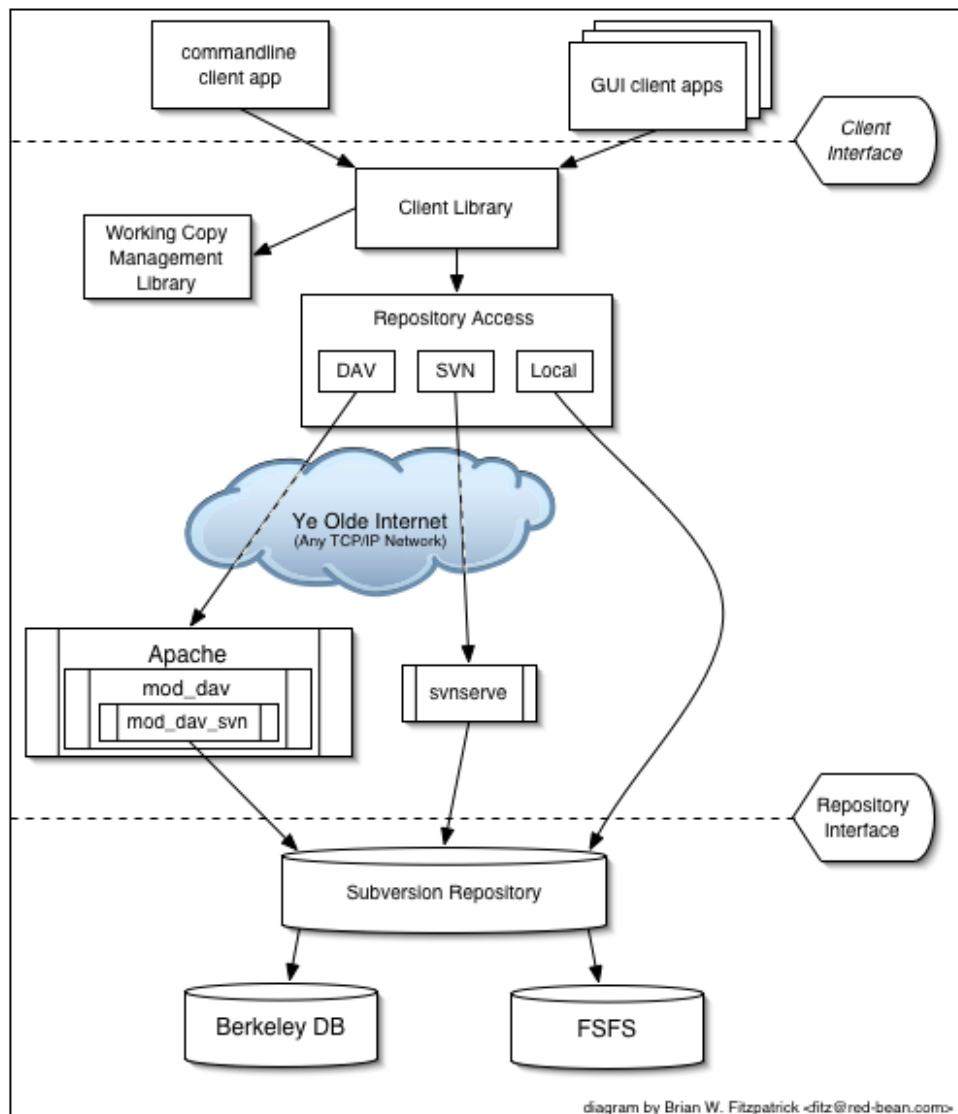 commandline
client app
GUI client apps
Client
Interface
Client Library
Working Copy
Management
Library
Repository Access
DAV
SVN
Local
Ye Olde Internet
(Any TCP/IP Network)
Apache
mod_dav
mod_dav_svn
svnserve
Repository
Interface
Subversion Repository
Berkeley DB
FSFS
diagram by Brian W. Fitzpatrick <fitz@red-bean.com>